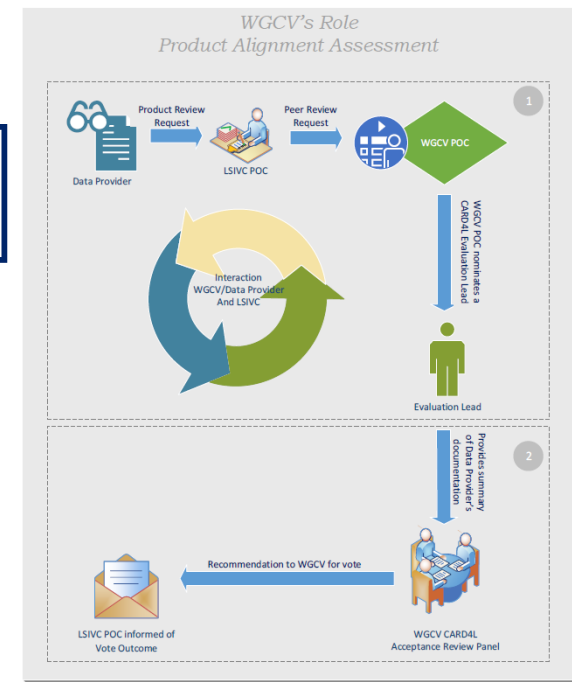 WGCV's Role
Product Alignment Assessment
1
Product Review
Request
Peer Review
Request
WGCV POC
Data Provider
LSIVC POC
WGCV POC nominates a
CARD4L Evaluation Lead
Interaction
WGCV/Data Provider
And LSIVC
Evaluation Lead
2
Provides summary
of Data Provider's
documentation
Recommendation to WGCV for vote
LSIVC POC informed of
Vote Outcome
WGCV CARD4L
Acceptance Review Panel